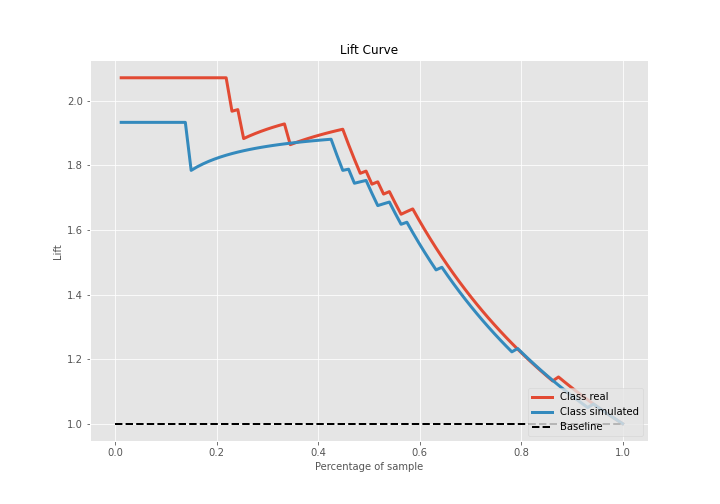 Lift Curve
Lift
2.0
1.8
1.6
1.4
1.2
1.0
0.0 0.2 0.4 0.6 0.8 1.0
Percentage of sample
Class real
Class simulated
Baseline